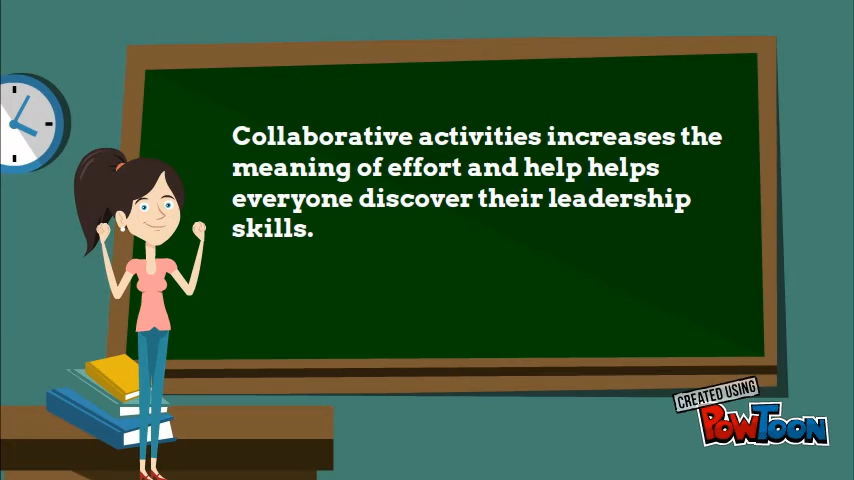 Collaborative activities increases the
meaning of effort and help helps
everyone discover their leadership
skills.
CREATED USING
POWTOON